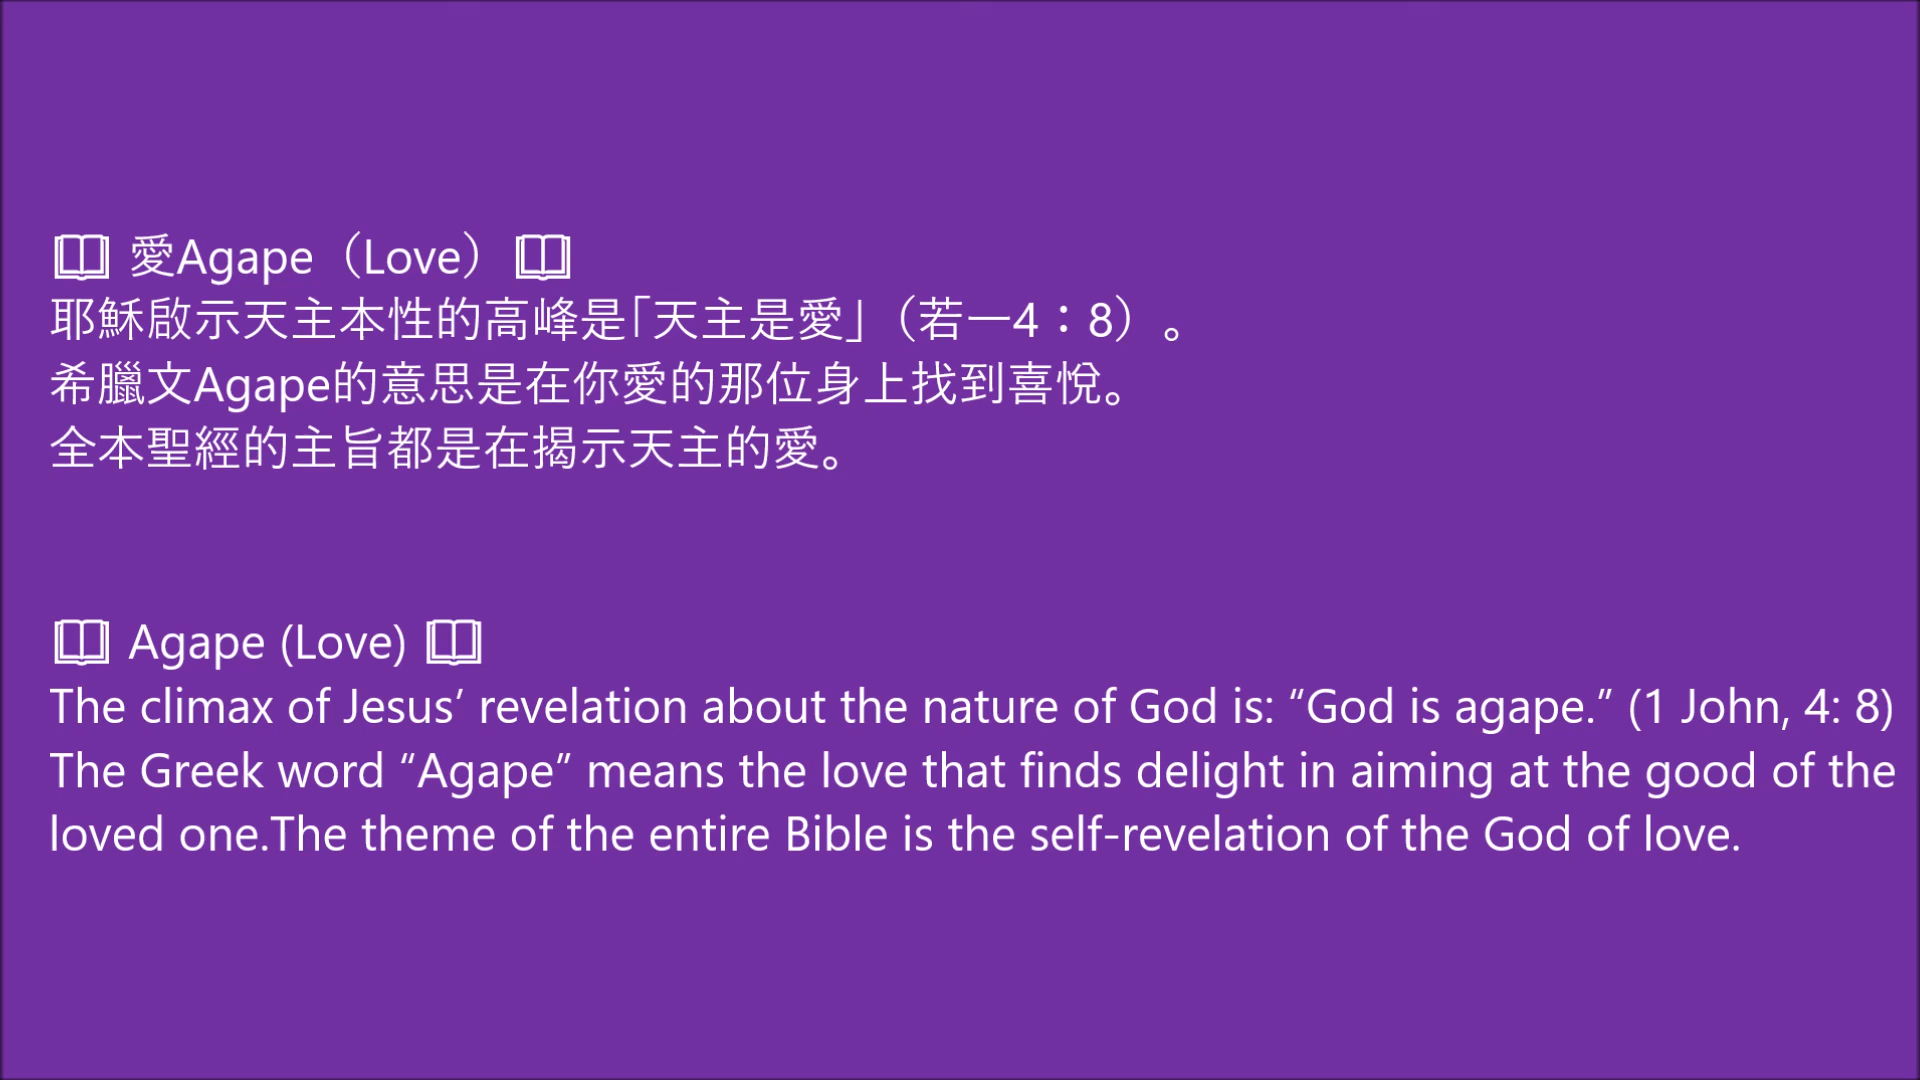 📖 愛Agape（Love）📖
耶穌啟示天主本性的高峰是「天主是愛」（若一4：8）。
希臘文Agape的意思是在你愛的那位身上找到喜悅。
全本聖經的主旨都是在揭示天主的愛。
📖 Agape (Love) 📖
The climax of Jesus’ revelation about the nature of God is: “God is agape.” (1 John, 4: 8)
The Greek word “Agape” means the love that finds delight in aiming at the good of the
loved one.The theme of the entire Bible is the self-revelation of the God of love.